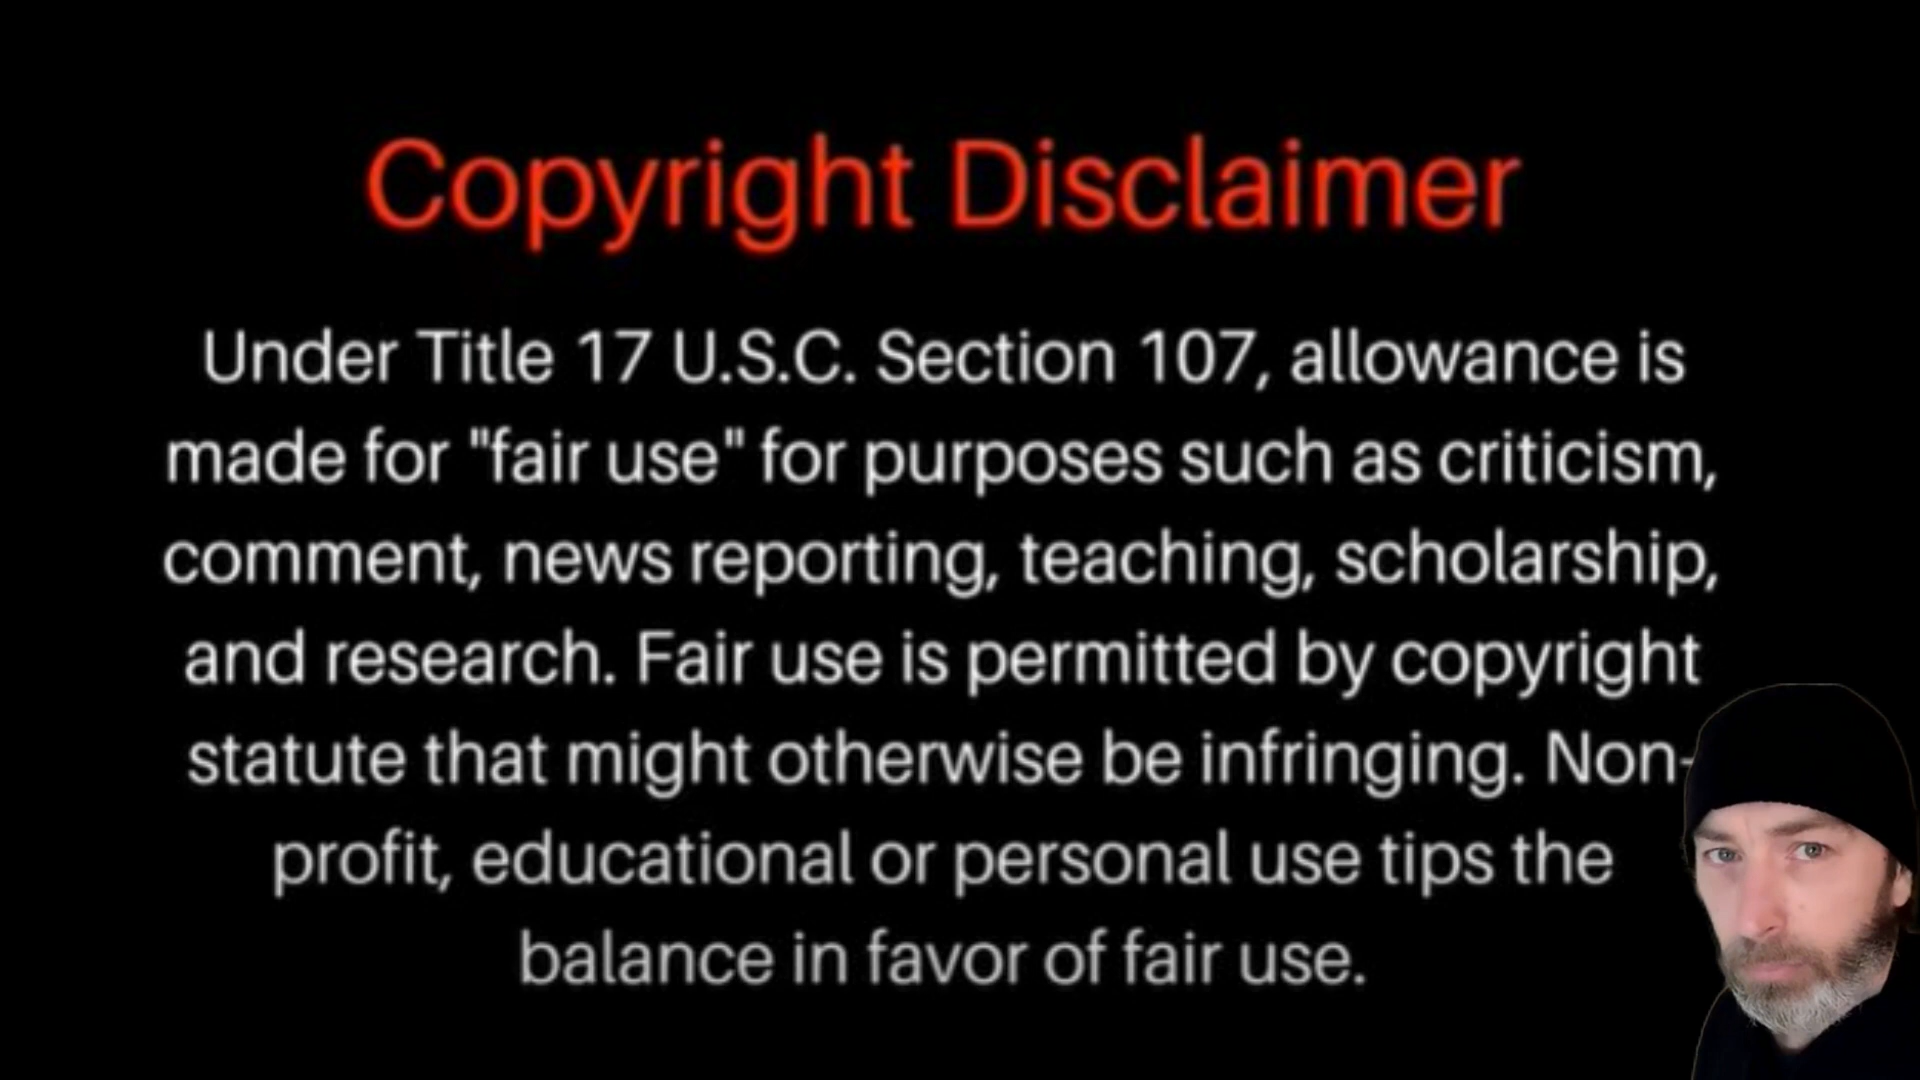 Copyright Disclaimer
Under Title 17 U.S.C. Section 107, allowance is
made for "fair use" for purposes such as criticism,
comment, news reporting, teaching, scholarship,
and research. Fair use is permitted by copyright
statute that might otherwise be infringing. Non-
profit, educational or personal use tips the
balance in favor of fair use.